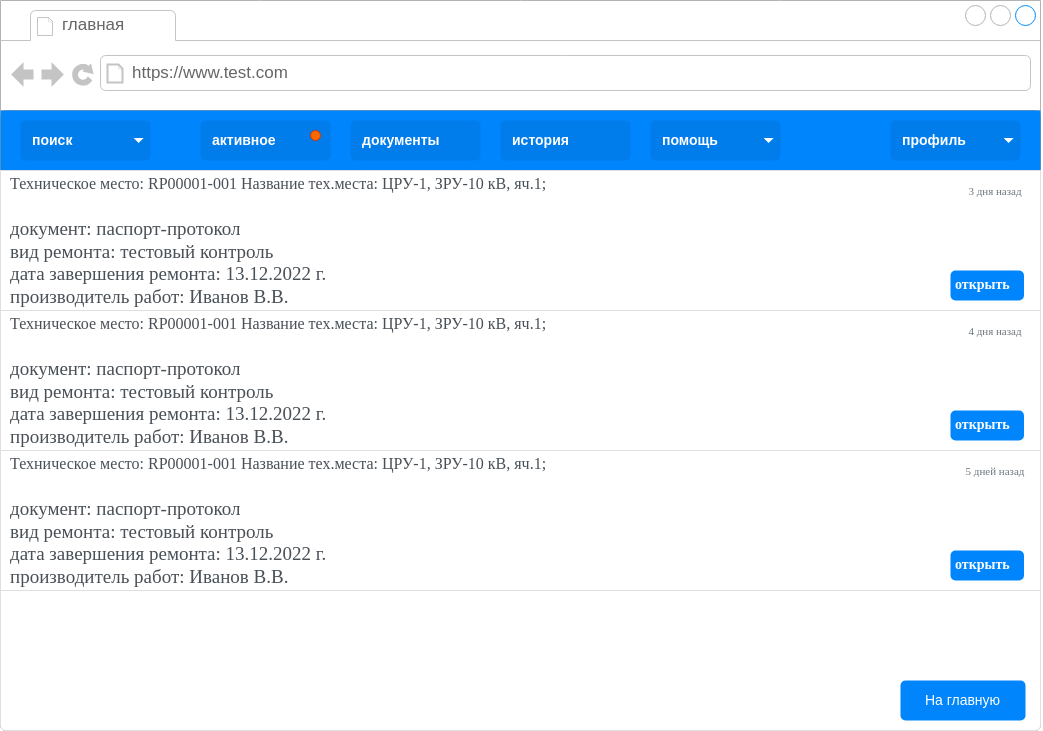 главная
https://www.test.com
поиск активное документы история помощь профиль
Техническое место: RP00001-001 Название тех.места: ЦРУ-1, ЗРУ-10 кВ, яч.1;
3 дня назад
документ: паспорт-протокол
вид ремонта: тестовый контроль
дата завершения ремонта: 13.12.2022 г.
производитель работ: Иванов В.В.
открыть
Техническое место: RP00001-001 Название тех.места: ЦРУ-1, ЗРУ-10 кВ, яч.1;
4 дня назад
документ: паспорт-протокол
вид ремонта: тестовый контроль
дата завершения ремонта: 13.12.2022 г.
производитель работ: Иванов В.В.
открыть
Техническое место: RP00001-001 Название тех.места: ЦРУ-1, ЗРУ-10 кВ, яч.1;
5 дней назад
документ: паспорт-протокол
вид ремонта: тестовый контроль
дата завершения ремонта: 13.12.2022 г.
производитель работ: Иванов В.В.
открыть
На главную